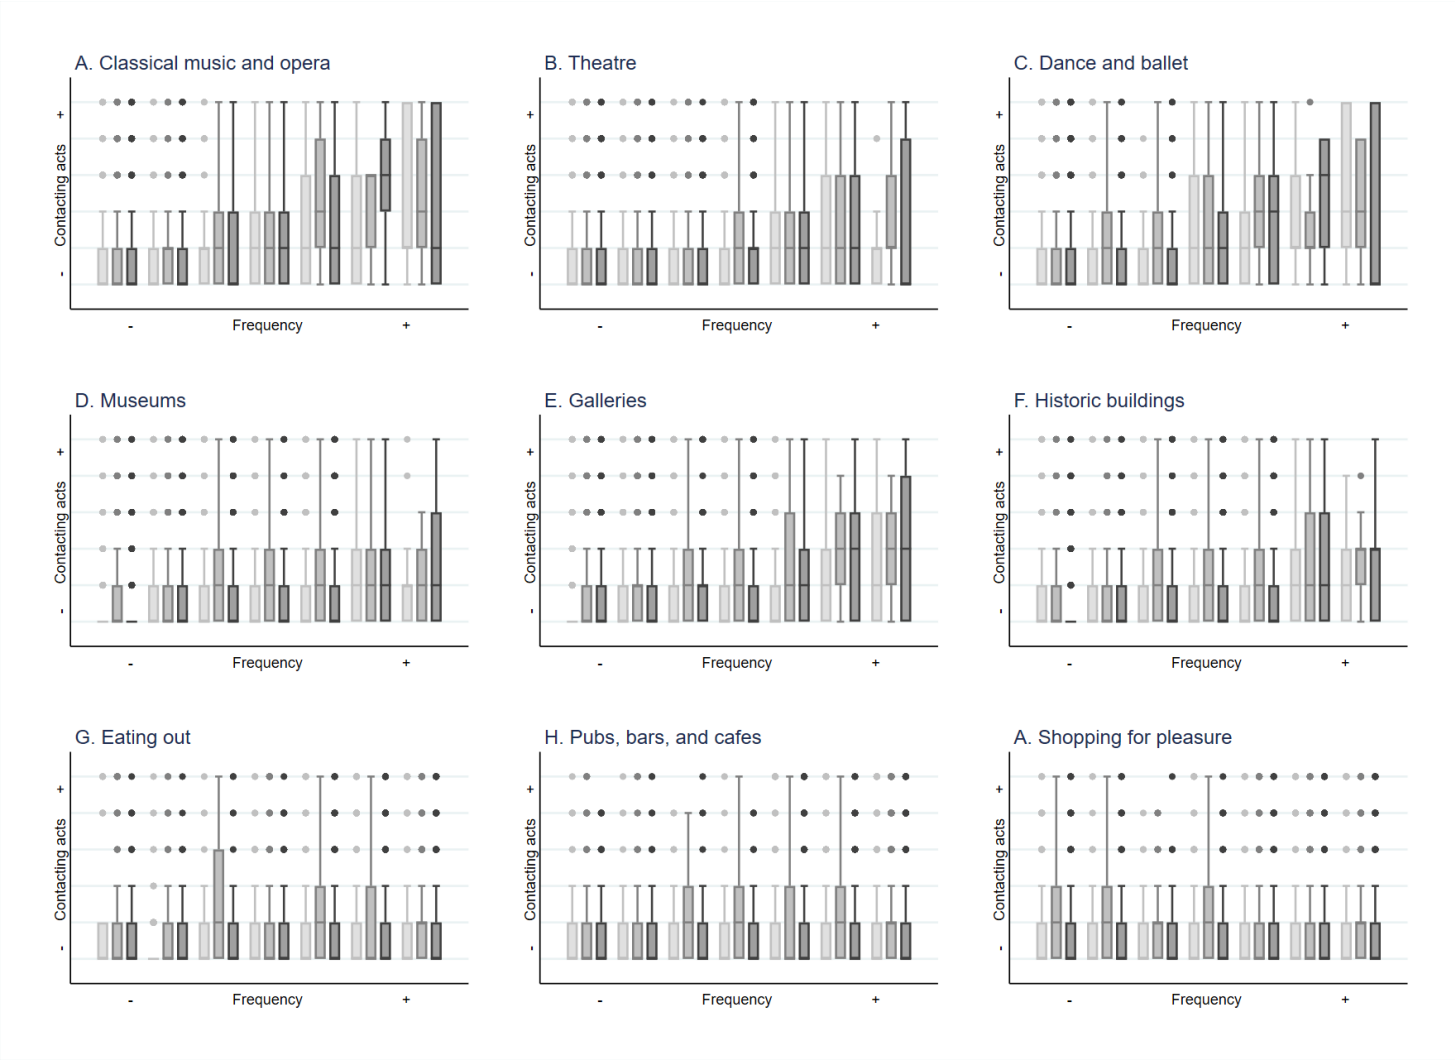 A. Classical music and opera
B. Theatre
C. Dance and ballet
+
Contacting acts
-
+
Contacting acts
-
+
Contacting acts
-
- Frequency +
- Frequency +
- Frequency +
D. Museums
E. Galleries
F. Historic buildings
+
Contacting acts
-
+
Contacting acts
-
+
Contacting acts
-
- Frequency +
- Frequency +
- Frequency +
G. Eating out
H. Pubs, bars, and cafes
A. Shopping for pleasure
+
Contacting acts
-
+
Contacting acts
-
+
Contacting acts
-
- Frequency +
- Frequency +
- Frequency +